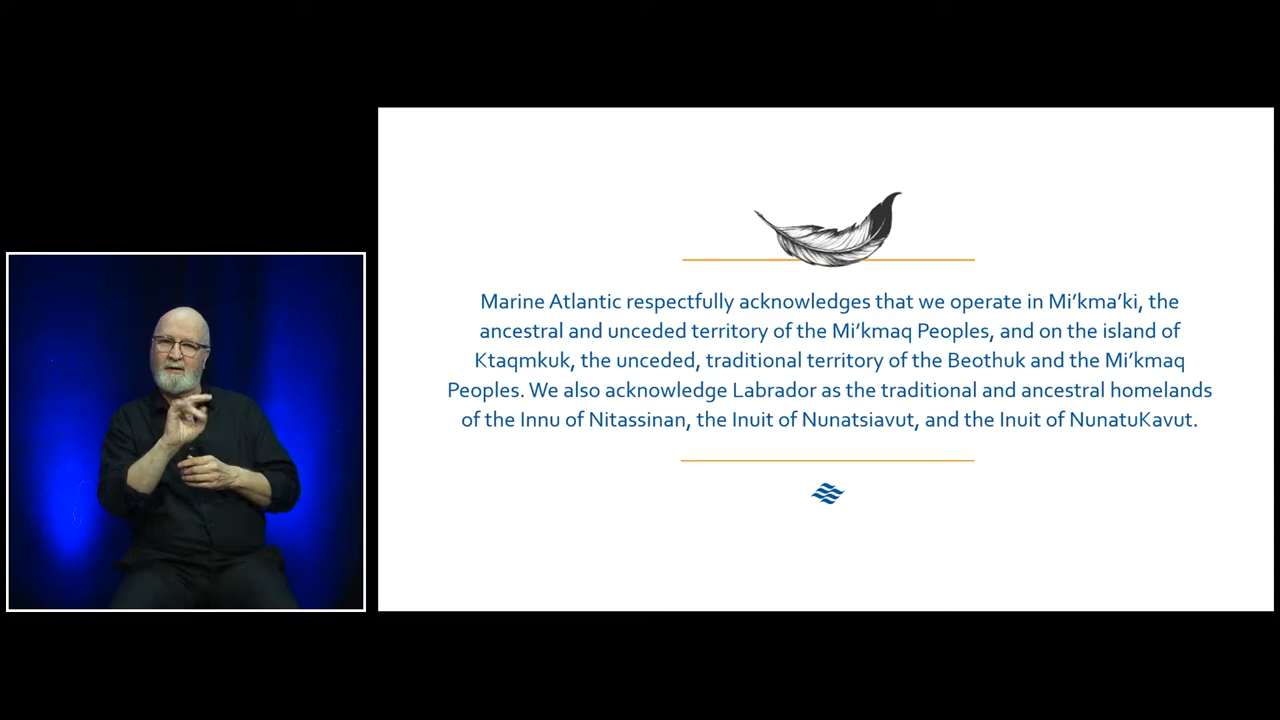 Marine Atlantic respectfully acknowledges that we operate in Mi’kma’ki, the
ancestral and unceded territory of the Mi’kmaq Peoples, and on the island of
Ktaqmkuk, the unceded, traditional territory of the Beothuk and the Mi’kmaq
Peoples. We also acknowledge Labrador as the traditional and ancestral homelands
of the Innu of Nitassinan, the Inuit of Nunatsiavut, and the Inuit of NunatuKavut.